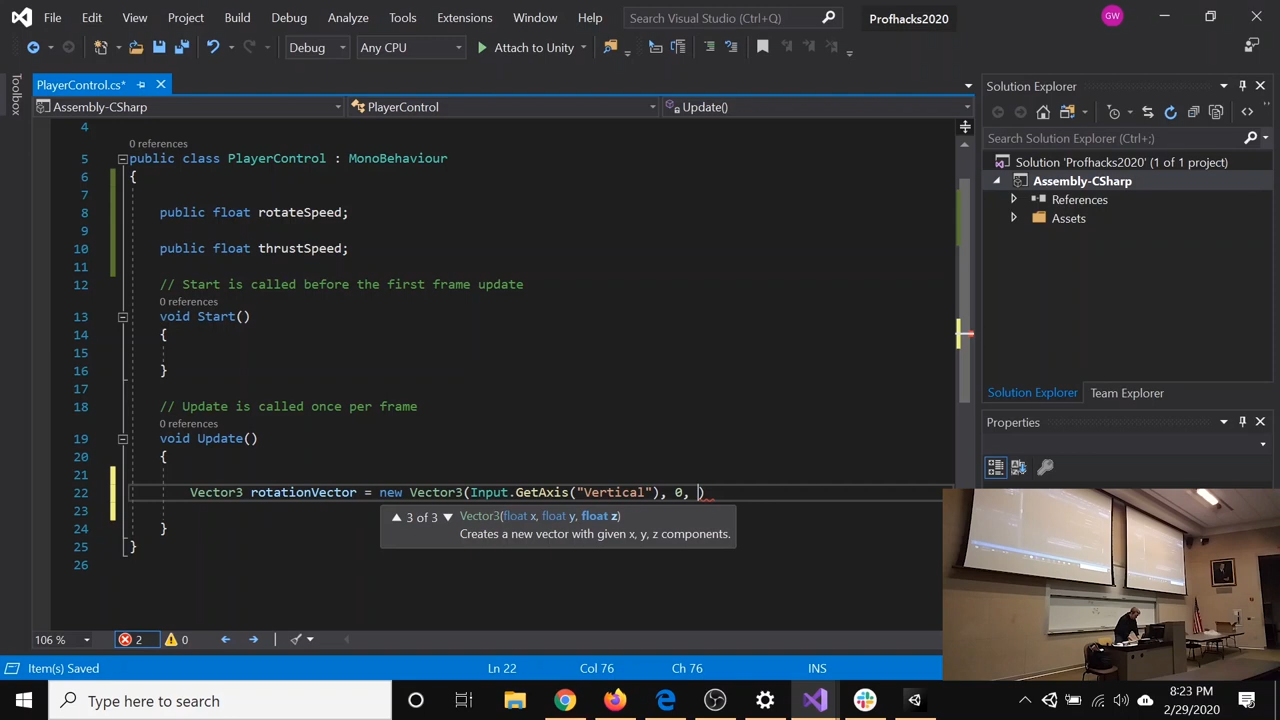 File Edit View Project Build Debug Analyze Tools Extensions Window Help Search Visual Studio (Ctrl+Q) Profhacks2020 GW
Debug Any CPU Attach to Unity
Toolbox
PlayerControl.cs*
Assembly-CSharp PlayerControl Update()
4
0 references
5 public class PlayerControl : MonoBehaviour
6 {
7
8 public float rotateSpeed;
9
10 public float thrustSpeed;
11
12 // Start is called before the first frame update
0 references
13 void Start()
14 {
15
16 }
17
18 // Update is called once per frame
0 references
19 void Update()
20 {
21
22 Vector3 rotationVector = new Vector3(Input.GetAxis("Vertical"), 0, )
23
3 of 3 Vector3(float x, float y, float z)
Creates a new vector with given x, y, z components.
24 }
25 }
26
106 % 2 0
Solution Explorer
Search Solution Explorer (Ctrl+;)
Solution 'Profhacks2020' (1 of 1 project)
Assembly-CSharp
References
Assets
Solution Explorer Team Explorer
Properties
Item(s) Saved Ln 22 Col 76 Ch 76 INS
Type here to search
8:23 PM
2/29/2020